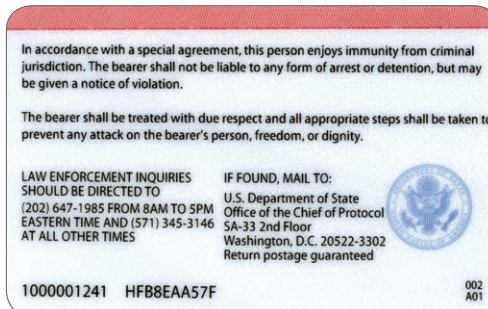 In accordance with a special agreement, this person enjoys immunity from criminal
jurisdiction. The bearer shall not be liable to any form of arrest or detention, but may
be given a notice of violation.
The bearer shall be treated with due respect and all appropriate steps shall be taken to
prevent any attack on the bearer's person, freedom, or dignity.
LAW ENFORCEMENT INQUIRIES
SHOULD BE DIRECTED TO
(202) 647-1985 FROM 8AM TO 5PM
EASTERN TIME AND (571) 345-3146
AT ALL OTHER TIMES
IF FOUND, MAIL TO:
U.S. Department of State
Office of the Chief of Protocol
SA-33 2nd Floor
Washington, D.C. 20522-3302
Return postage guaranteed
1000001241 HFB8EAA57F
002
A01